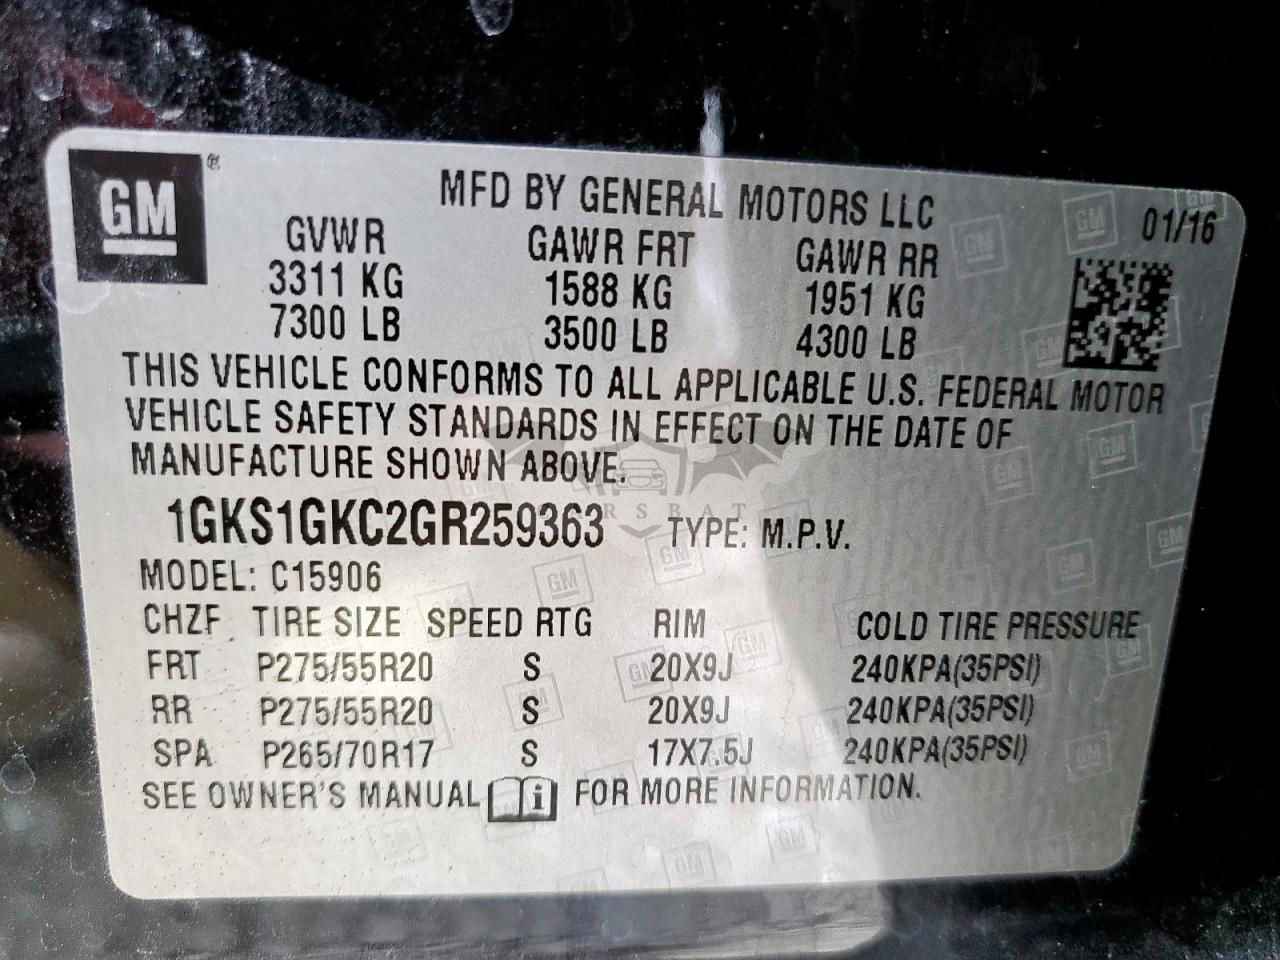 GM ®
MFD BY GENERAL MOTORS LLC
01/16
GVWR GAWR FRT GAWR RR
3311 KG 1588 KG 1951 KG
7300 LB 3500 LB 4300 LB
THIS VEHICLE CONFORMS TO ALL APPLICABLE U.S. FEDERAL MOTOR
VEHICLE SAFETY STANDARDS IN EFFECT ON THE DATE OF
MANUFACTURE SHOWN ABOVE.
1GKS1GKC2GR259363 TYPE: M.P.V.
MODEL: C15906
CHZF TIRE SIZE SPEED RTG RIM COLD TIRE PRESSURE
FRT P275/55R20 S 20X9J 240KPA(35PSI)
RR P275/55R20 S 20X9J 240KPA(35PSI)
SPA P265/70R17 S 17X7.5J 240KPA(35PSI)
SEE OWNER'S MANUAL i FOR MORE INFORMATION.